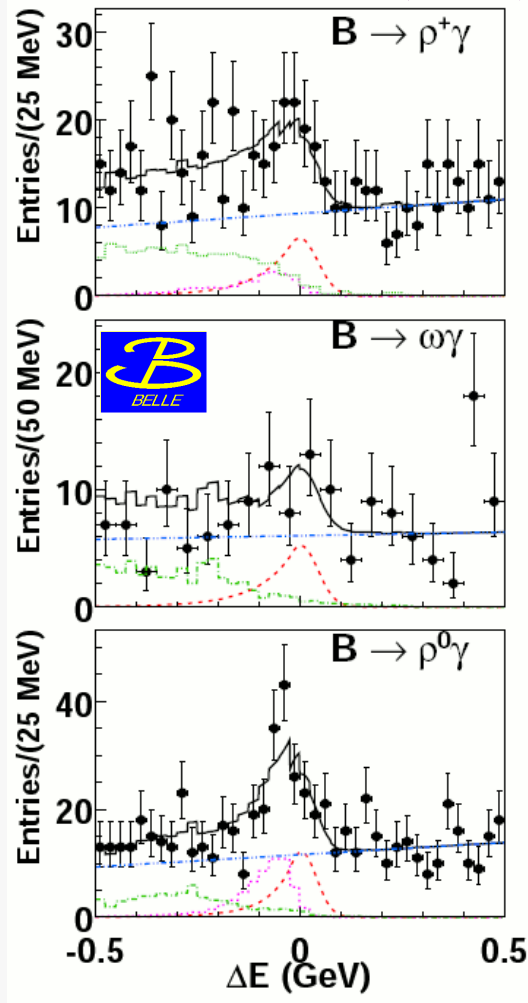 B → ρ⁺γ
Entries/(25 MeV)
30
20
10
0
B → ωγ
BELLE
Entries/(50 MeV)
20
10
0
B → ρ⁰γ
Entries/(25 MeV)
40
20
0
-0.5 0 0.5
ΔE (GeV)